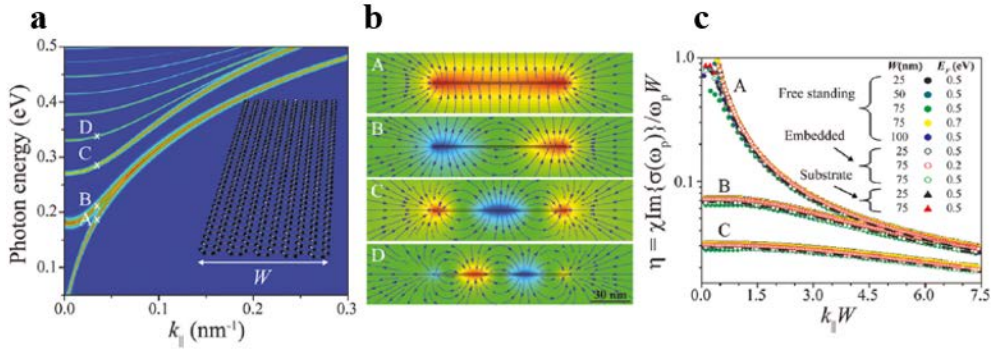 a
0.5
0.4
0.3
0.2
0.1
Photon energy (eV)
D
C
B
A
W
0.0 0.1 0.2 0.3
k|| (nm⁻¹)
b
A
B
C
D
30 nm
c
1.0
0.1
η = χIm{σ(ωp)}/ωpW
A
B
C
W(nm) EF (eV)
Free standing
25 0.5
50 0.5
75 0.5
75 0.7
100 0.5
Embedded
25 0.5
75 0.2
75 0.5
Substrate
25 0.5
75 0.5
0.0 1.5 3.0 4.5 6.0 7.5
k||W